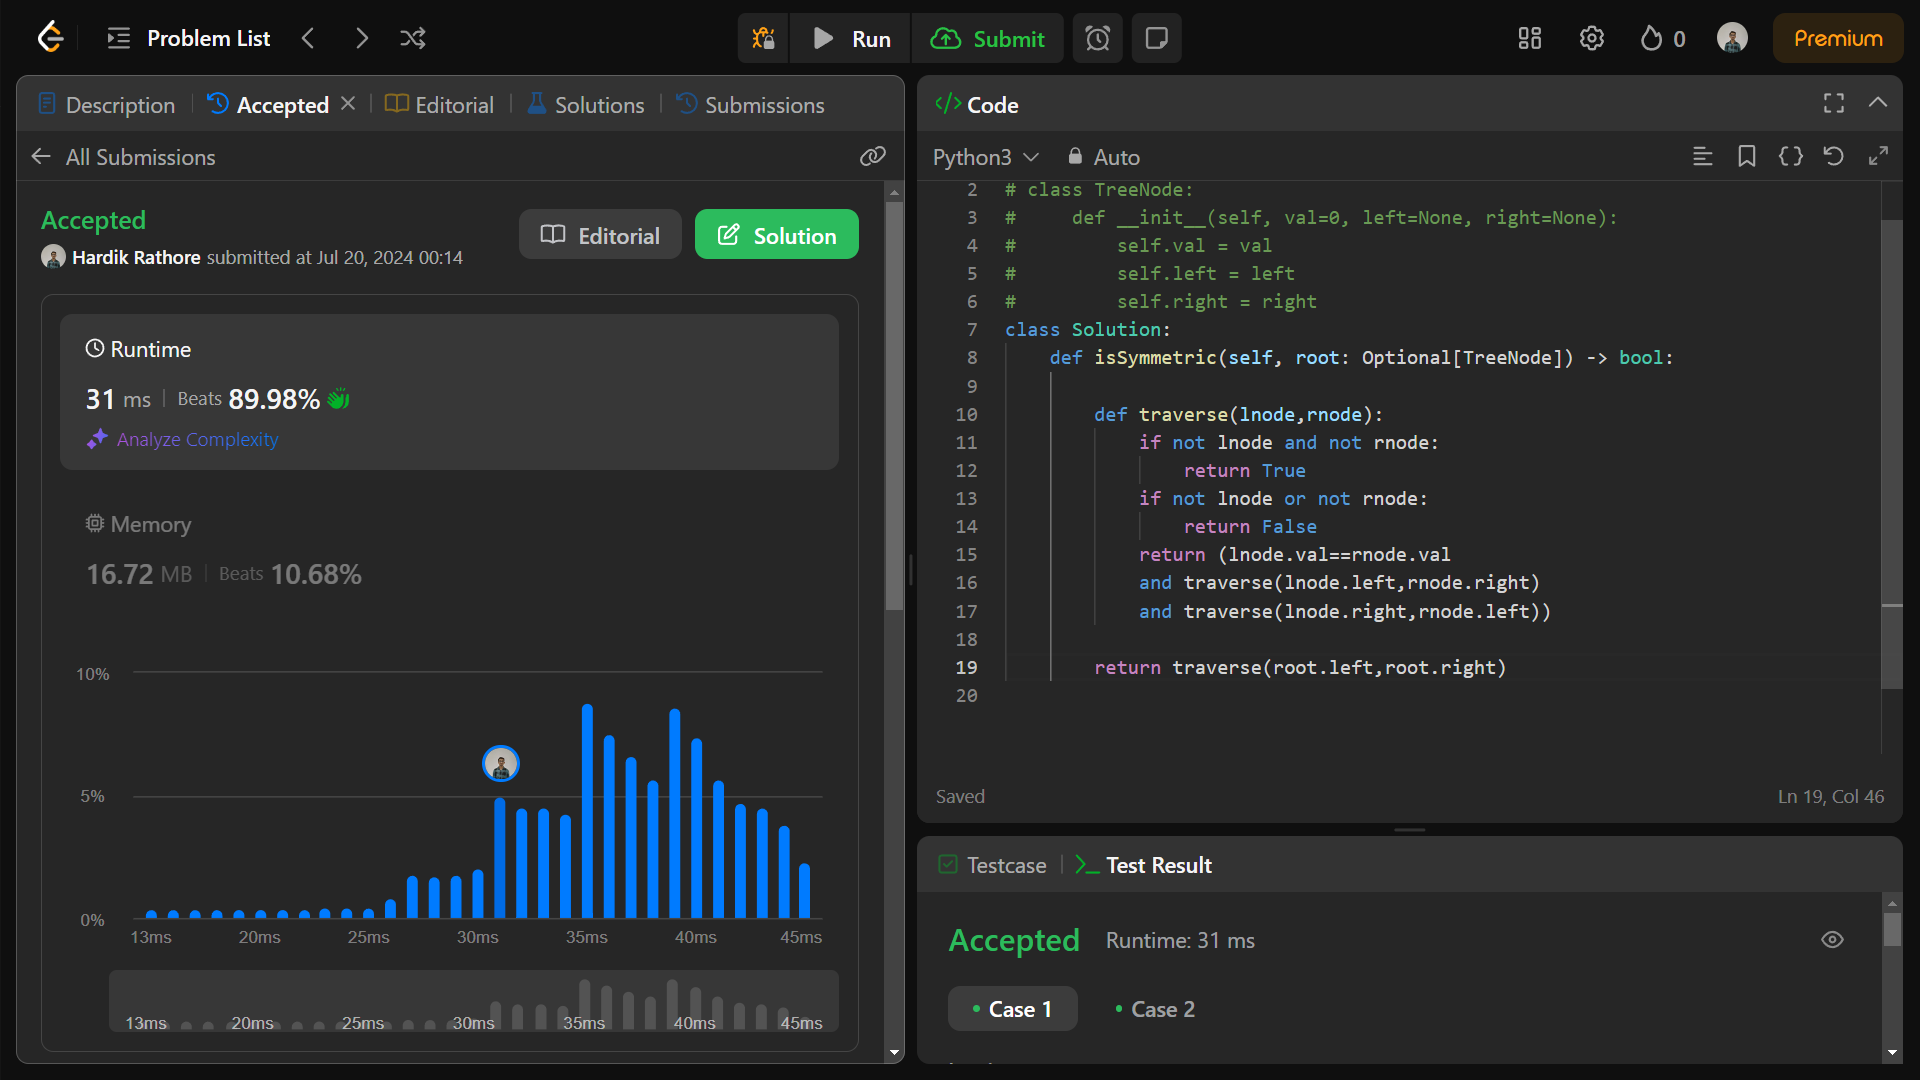 Problem List
Run
Submit
0
Premium
Description
Accepted
Editorial
Solutions
Submissions
All Submissions
Accepted
Editorial
Solution
Hardik Rathore submitted at Jul 20, 2024 00:14
Runtime
31 ms
Beats 89.98%
Analyze Complexity
Memory
16.72 MB
Beats 10.68%
10%
5%
0%
13ms 20ms 25ms 30ms 35ms 40ms 45ms
13ms 20ms 25ms 30ms 35ms 40ms 45ms
</> Code
Python3
Auto
2 # class TreeNode:
3 #     def __init__(self, val=0, left=None, right=None):
4 #         self.val = val
5 #         self.left = left
6 #         self.right = right
7 class Solution:
8     def isSymmetric(self, root: Optional[TreeNode]) -> bool:
9
10         def traverse(lnode,rnode):
11             if not lnode and not rnode:
12                 return True
13             if not lnode or not rnode:
14                 return False
15             return (lnode.val==rnode.val
16             and traverse(lnode.left,rnode.right)
17             and traverse(lnode.right,rnode.left))
18
19         return traverse(root.left,root.right)
20
Saved
Ln 19, Col 46
Testcase
Test Result
Accepted
Runtime: 31 ms
Case 1
Case 2